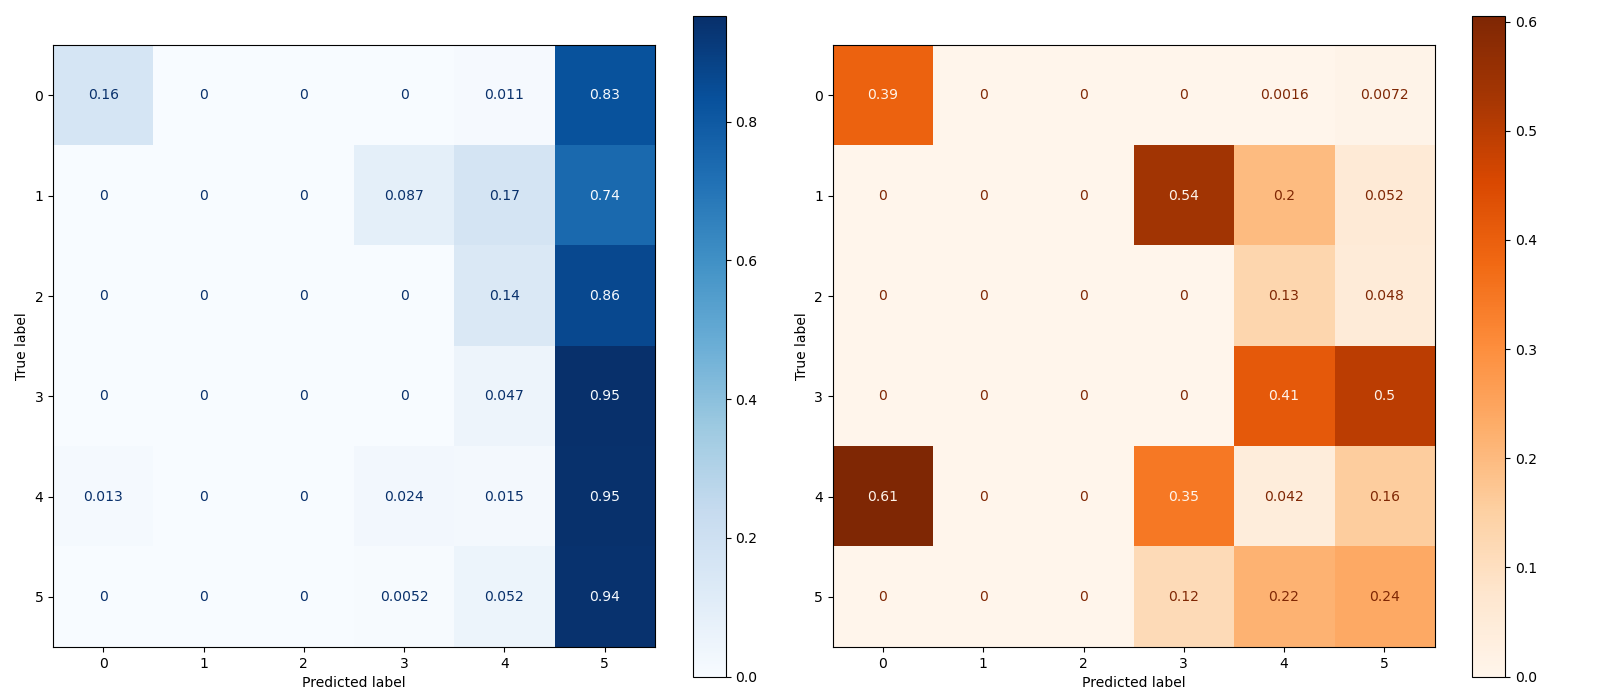 0 0.16 0 0 0 0.011 0.83
1 0 0 0 0.087 0.17 0.74
2 0 0 0 0 0.14 0.86
3 0 0 0 0 0.047 0.95
4 0.013 0 0 0.024 0.015 0.95
5 0 0 0 0.0052 0.052 0.94
0 1 2 3 4 5
True label
Predicted label
0.8
0.6
0.4
0.2
0.0
0 0.39 0 0 0 0.0016 0.0072
1 0 0 0 0.54 0.2 0.052
2 0 0 0 0 0.13 0.048
3 0 0 0 0 0.41 0.5
4 0.61 0 0 0.35 0.042 0.16
5 0 0 0 0.12 0.22 0.24
0 1 2 3 4 5
True label
Predicted label
0.6
0.5
0.4
0.3
0.2
0.1
0.0